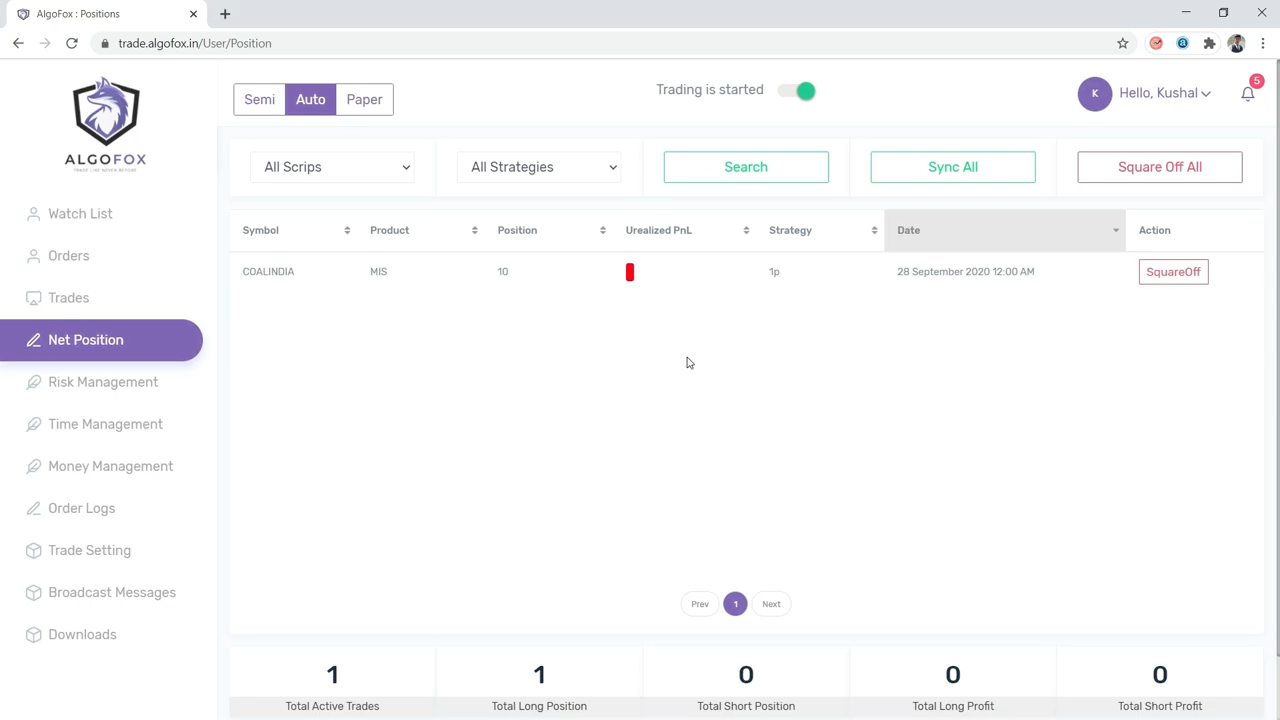 AlgoFox : Positions
trade.algofox.in/User/Position
ALGOFOX
Semi Auto Paper
Trading is started
K Hello, Kushal 5
All Scrips All Strategies Search Sync All Square Off All
Watch List
Orders
Trades
Net Position
Risk Management
Time Management
Money Management
Order Logs
Trade Setting
Broadcast Messages
Downloads
Symbol Product Position Urealized PnL Strategy Date Action
COALINDIA MIS 10 1p 28 September 2020 12:00 AM SquareOff
Prev 1 Next
1 1 0 0 0
Total Active Trades Total Long Position Total Short Position Total Long Profit Total Short Profit